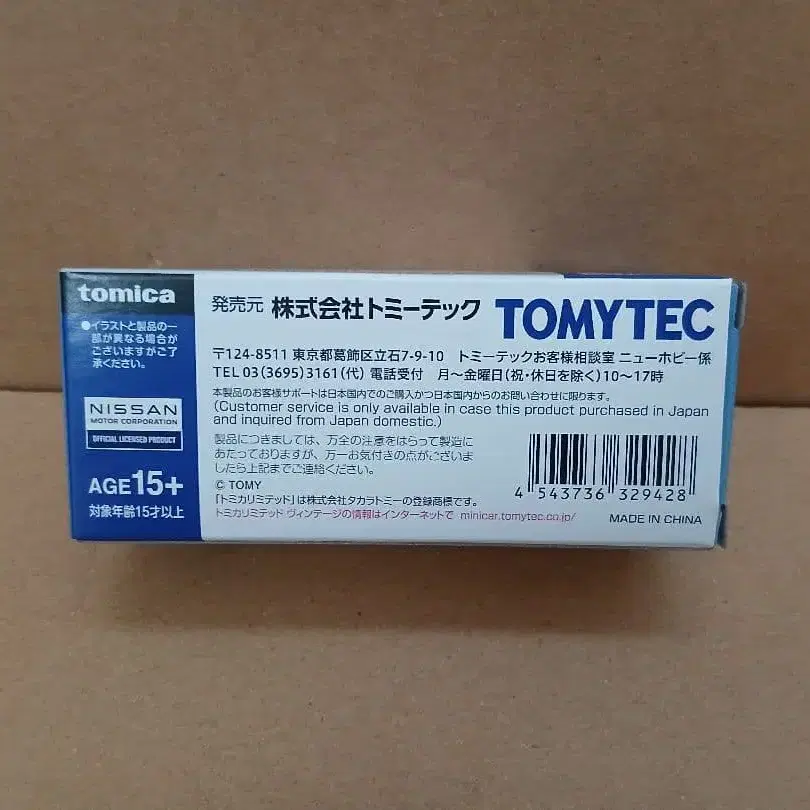 tomica
●イラストと製品の一
部が異なる場合が
ございますがご了
承ください。
NISSAN
MOTOR CORPORATION
OFFICIAL LICENSED PRODUCT
AGE15+
対象年齢15才以上
発売元 株式会社トミーテック TOMYTEC
〒124-8511 東京都葛飾区立石7-9-10 トミーテックお客様相談室 ニューホビー係
TEL 03(3695)3161(代) 電話受付 月〜金曜日(祝・休日を除く)10〜17時
本製品のお客様サポートは日本国内でのご購入かつ日本国内からのお問い合わせに限ります。
(Customer service is only available in case this product purchased in Japan
and inquired from Japan domestic.)
製品につきましては、万全の注意をはらって製造に
あたっておりますが、万一お気付きの点がございま
したら上記までご連絡ください。
© TOMY
「トミカリミテッド」は株式会社タカラトミーの登録商標です。
トミカリミテッド ヴィンテージの情報はインターネットで minicar.tomytec.co.jp/
4 543736 329428
MADE IN CHINA